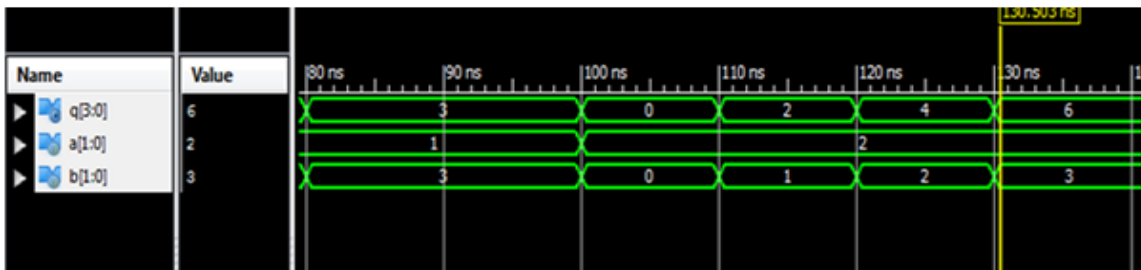 130.503 ns
Name Value 80 ns 90 ns 100 ns 110 ns 120 ns 130 ns
q[3:0] 6 3 0 2 4 6
a[1:0] 2 1 2
b[1:0] 3 3 0 1 2 3